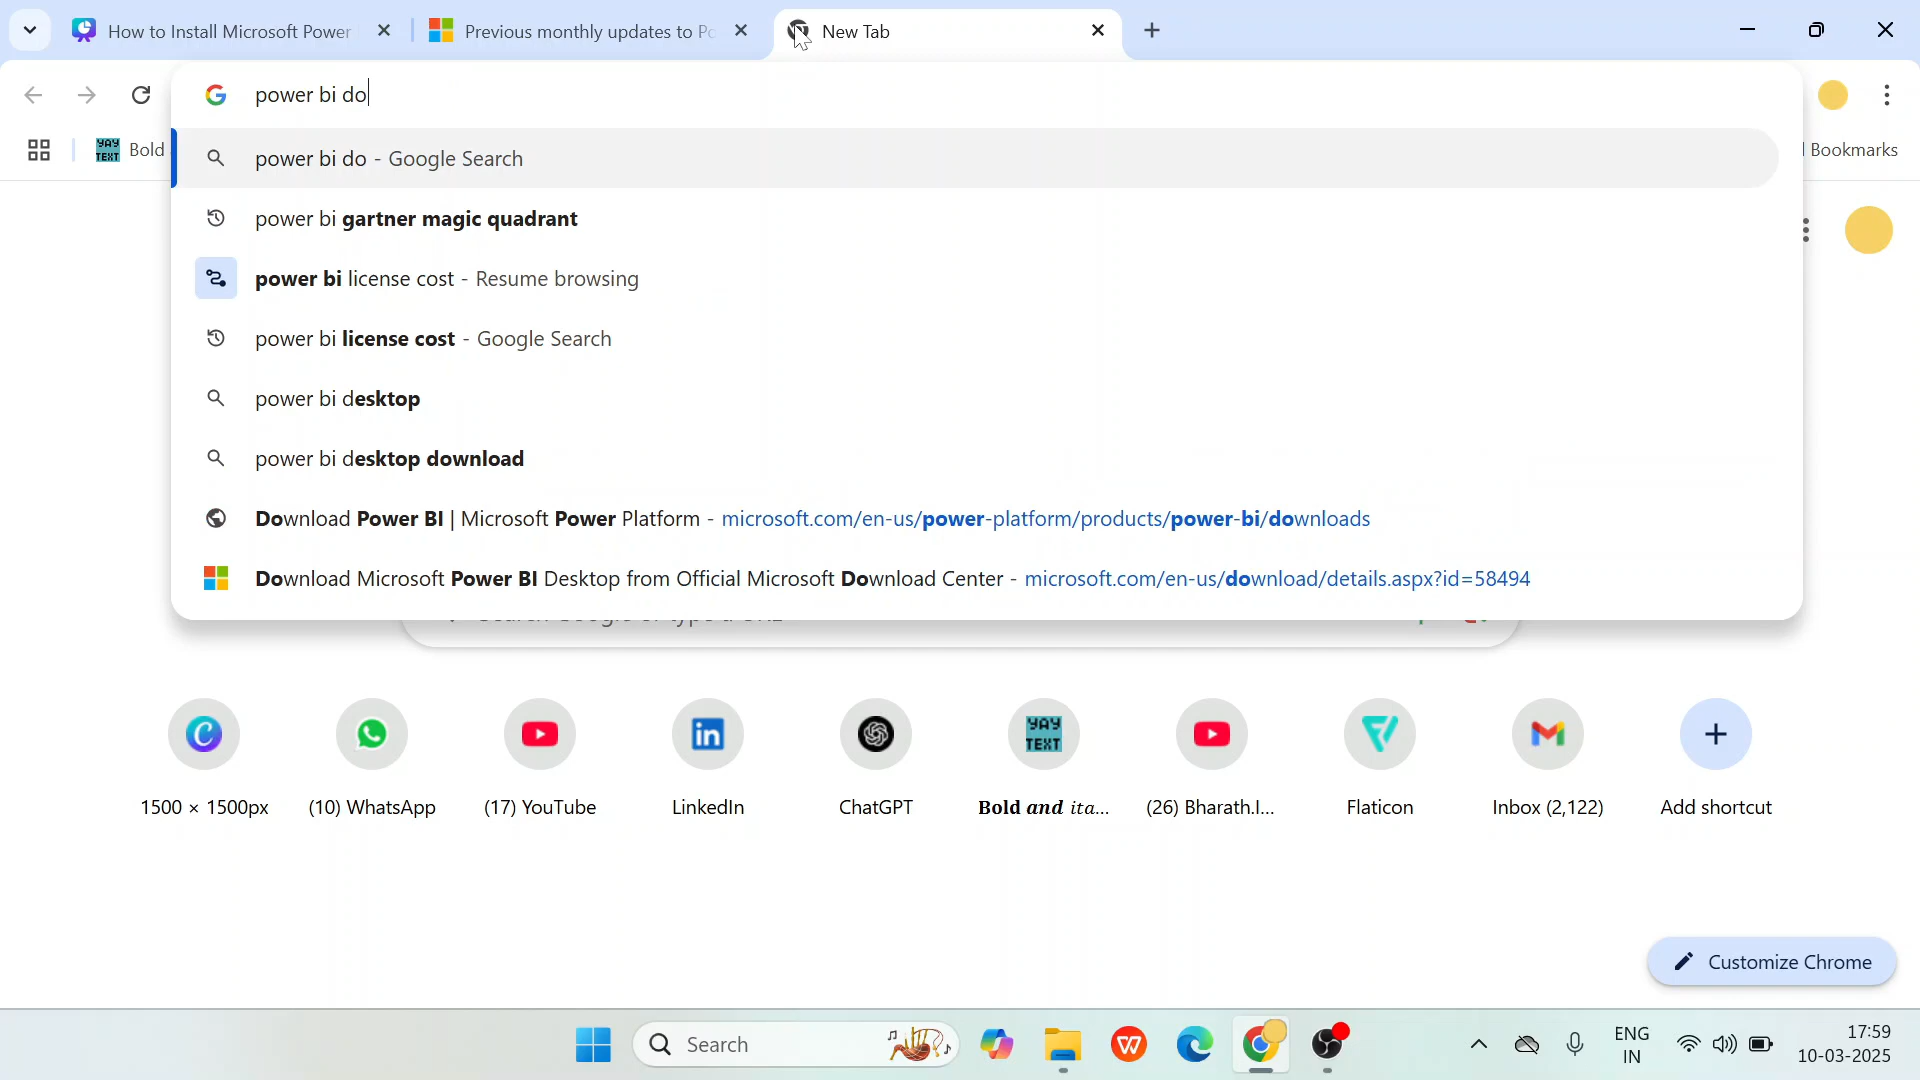 How to Install Microsoft Power
Previous monthly updates to Po
New Tab
power bi do
Bold
Bookmarks
power bi do - Google Search
power bi gartner magic quadrant
power bi license cost - Resume browsing
power bi license cost - Google Search
power bi desktop
power bi desktop download
Download Power BI | Microsoft Power Platform - microsoft.com/en-us/power-platform/products/power-bi/downloads
Download Microsoft Power BI Desktop from Official Microsoft Download Center - microsoft.com/en-us/download/details.aspx?id=58494
YAY TEXT
1500 × 1500px
(10) WhatsApp
(17) YouTube
LinkedIn
ChatGPT
Bold and ita...
(26) Bharath.I...
Flaticon
Inbox (2,122)
Add shortcut
Customize Chrome
Search
ENG
IN
17:59
10-03-2025